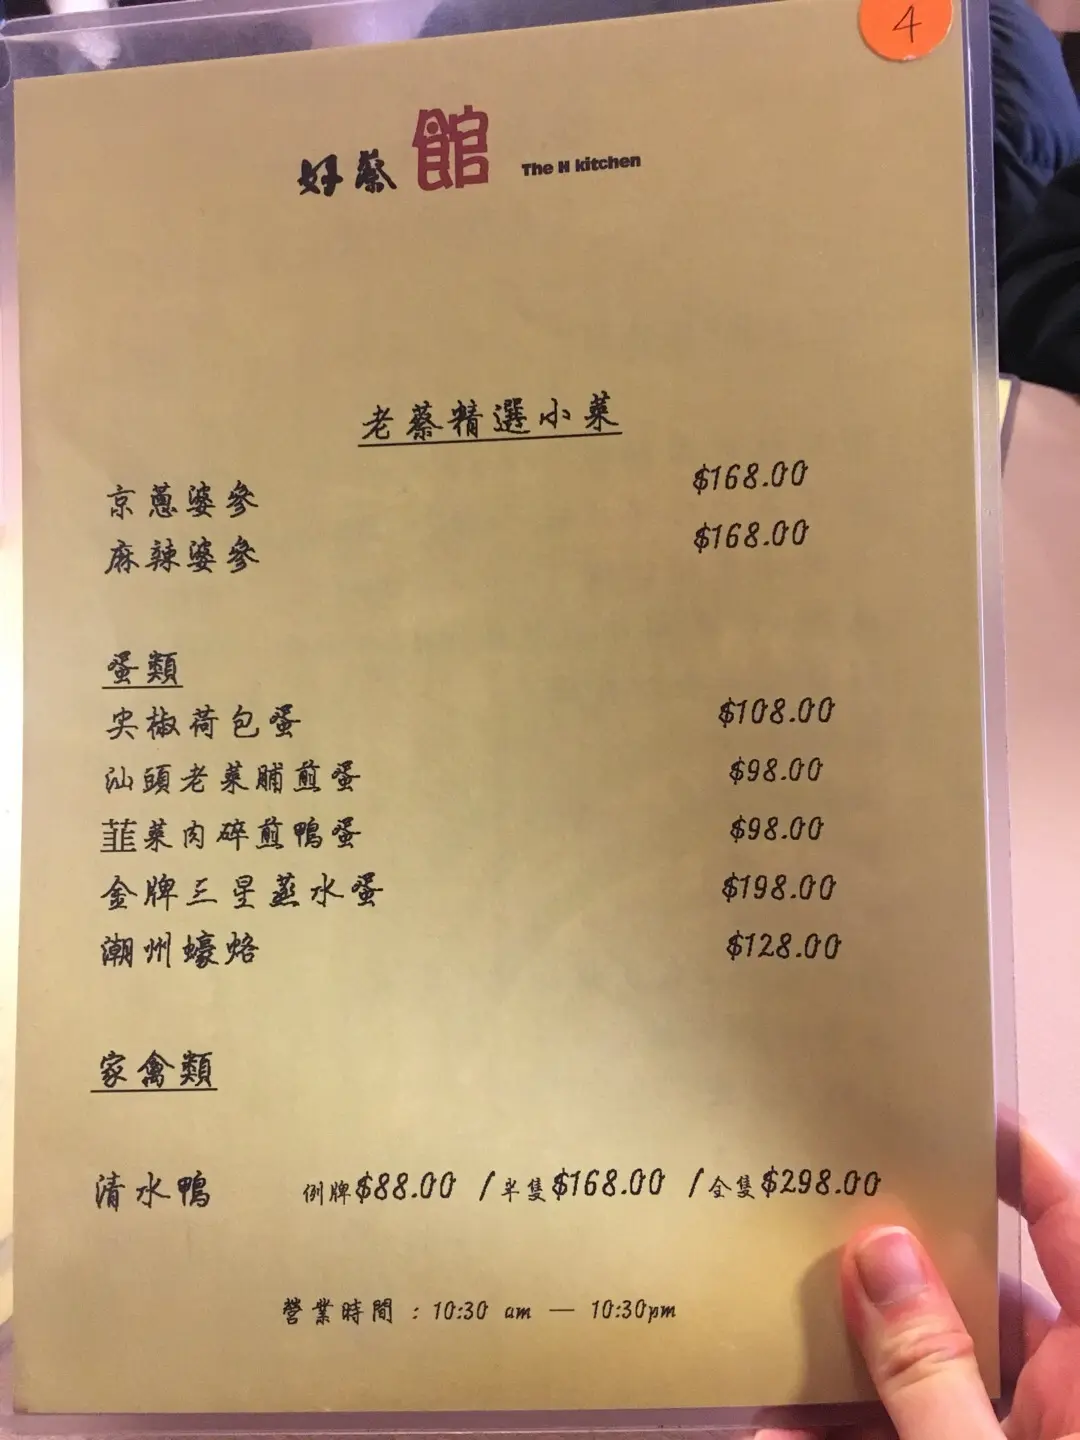 4
好蔡館 The H kitchen
老蔡精選小菜
京蔥婆參 $168.00
麻辣婆參 $168.00
蛋類
尖椒荷包蛋 $108.00
汕頭老菜脯煎蛋 $98.00
韮菜肉碎煎鴨蛋 $98.00
金牌三星蒸水蛋 $198.00
潮州蠔烙 $128.00
家禽類
清水鴨 例牌$88.00 /半隻$168.00 /全隻$298.00
營業時間 : 10:30 am — 10:30pm